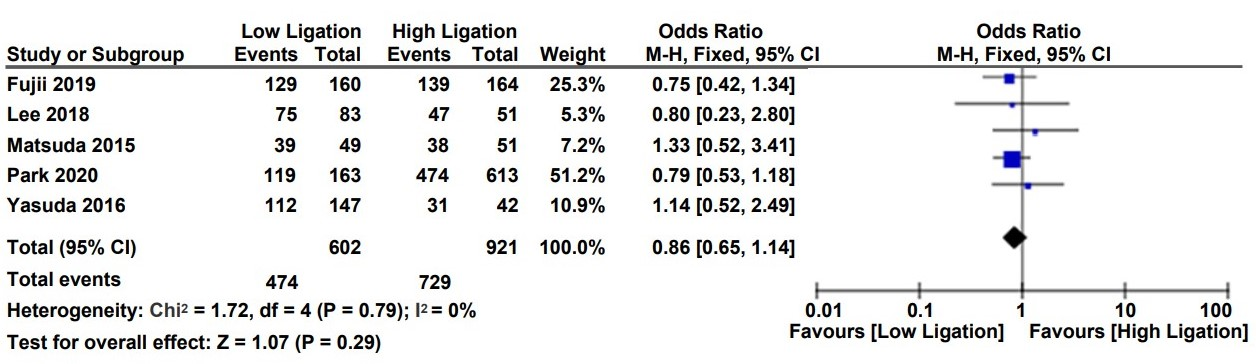 Low Ligation High Ligation Odds Ratio Odds Ratio
Study or Subgroup Events Total Events Total Weight M-H, Fixed, 95% CI M-H, Fixed, 95% CI
Fujii 2019 129 160 139 164 25.3% 0.75 [0.42, 1.34]
Lee 2018 75 83 47 51 5.3% 0.80 [0.23, 2.80]
Matsuda 2015 39 49 38 51 7.2% 1.33 [0.52, 3.41]
Park 2020 119 163 474 613 51.2% 0.79 [0.53, 1.18]
Yasuda 2016 112 147 31 42 10.9% 1.14 [0.52, 2.49]
Total (95% CI) 602 921 100.0% 0.86 [0.65, 1.14]
Total events 474 729
Heterogeneity: Chi² = 1.72, df = 4 (P = 0.79); I² = 0%
Test for overall effect: Z = 1.07 (P = 0.29)
0.01 0.1 1 10 100
Favours [Low Ligation] Favours [High Ligation]